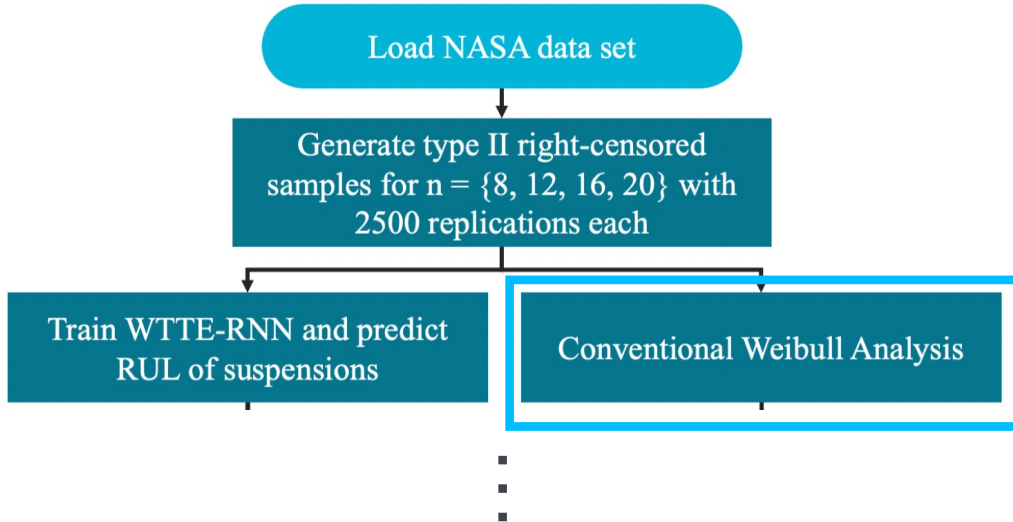 Load NASA data set
Generate type II right-censored
samples for n = {8, 12, 16, 20} with
2500 replications each
Train WTTE-RNN and predict
RUL of suspensions
Conventional Weibull Analysis